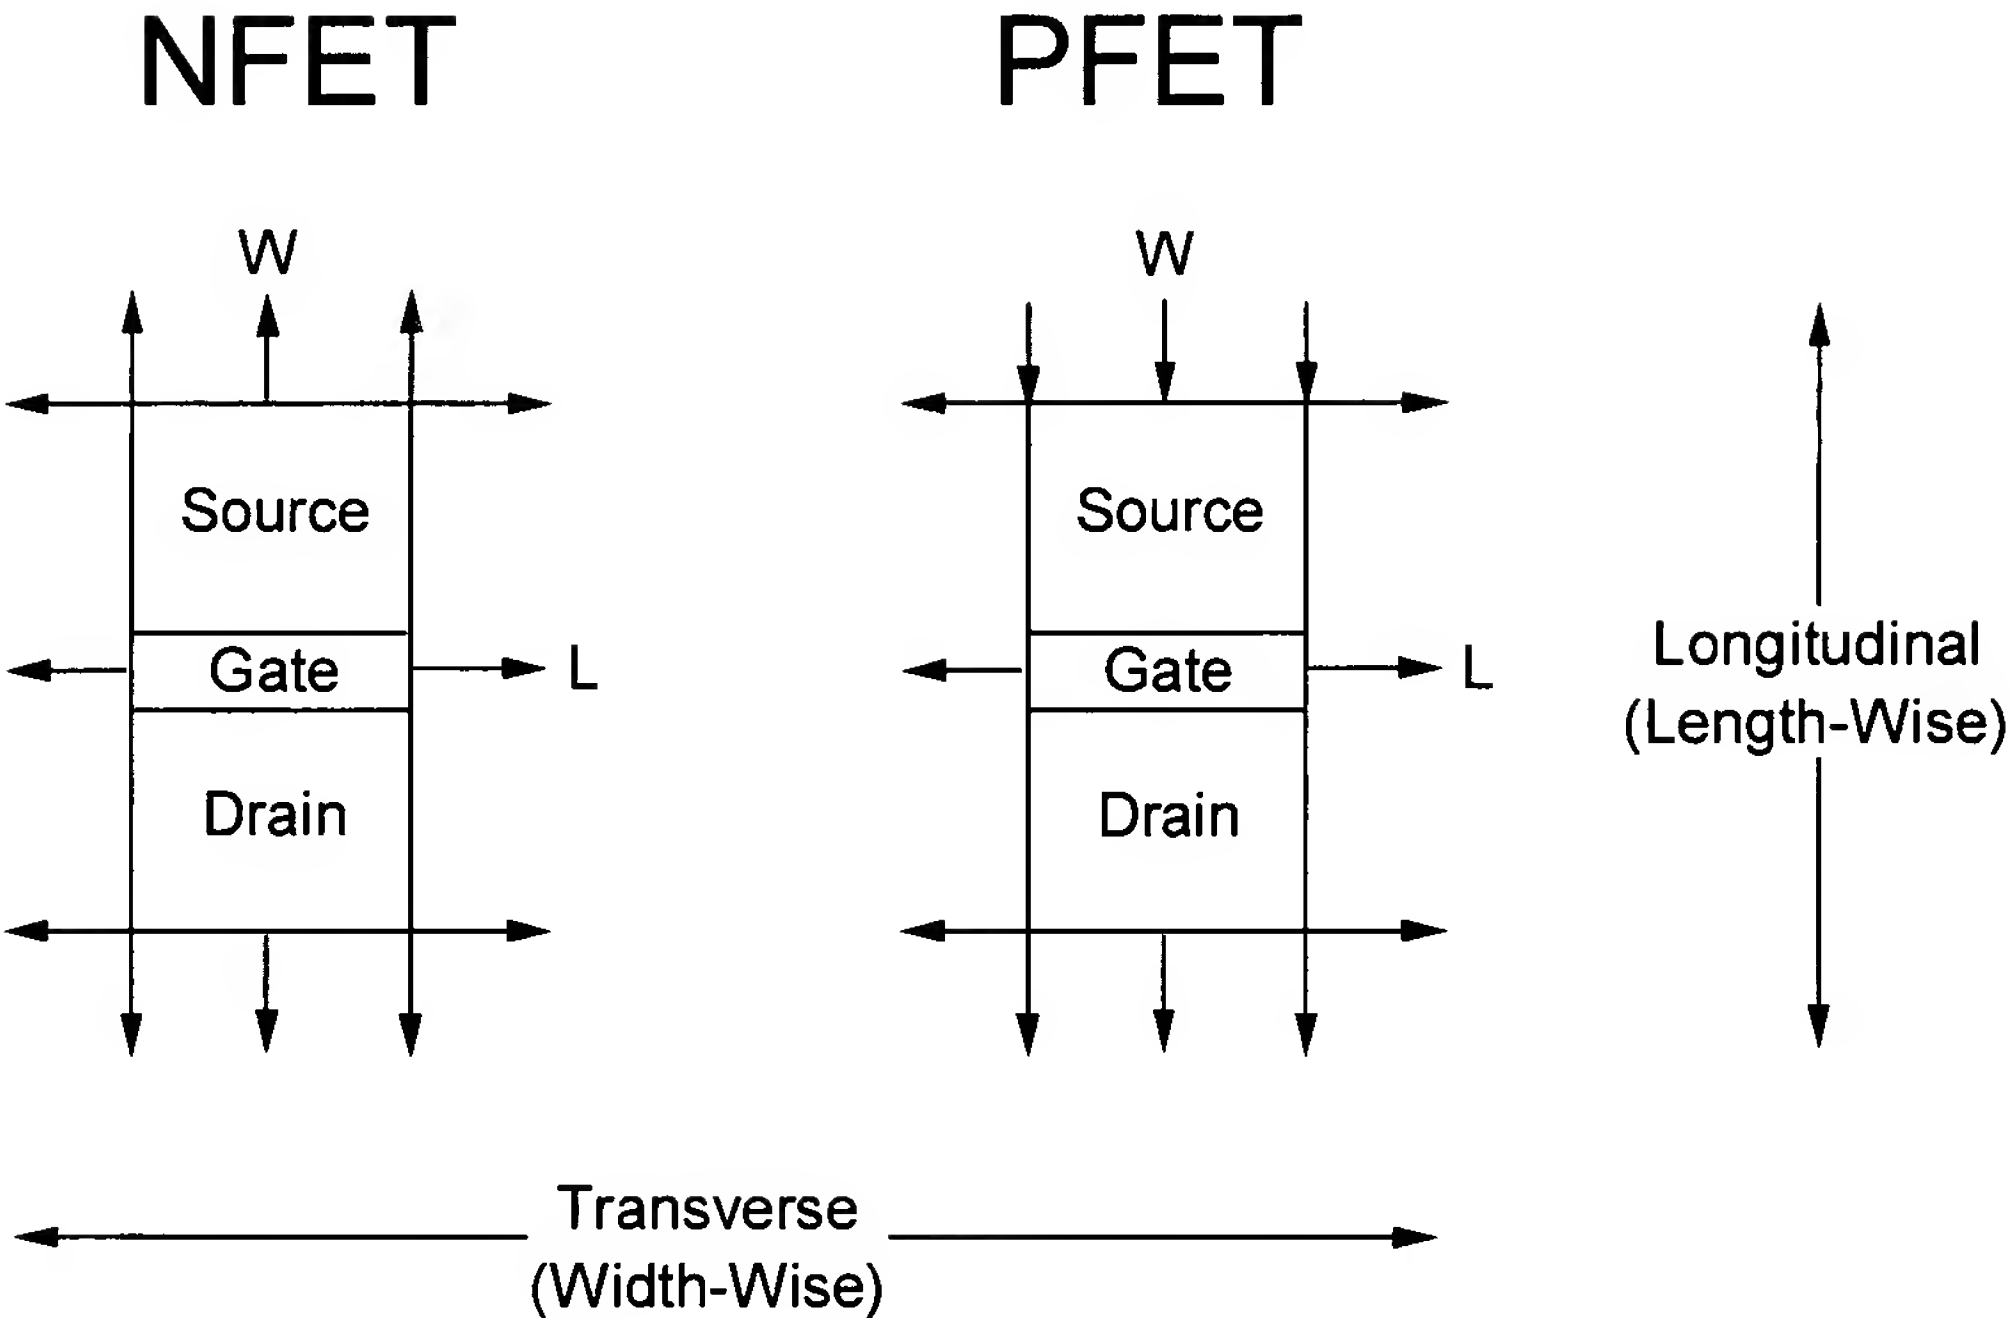 NFET
PFET
W
W
Source
Source
Gate
L
Gate
L
Longitudinal
(Length-Wise)
Drain
Drain
Transverse
(Width-Wise)